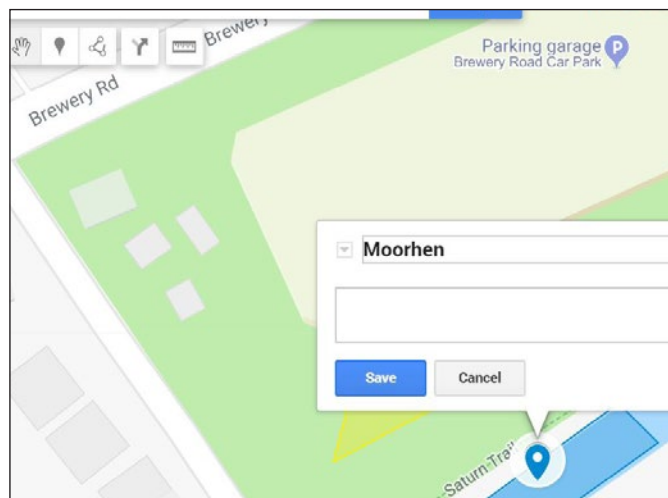 Brewery
Brewery Rd
Parking garage
Brewery Road Car Park
P
Moorhen
Save
Cancel
Saturn-Trail